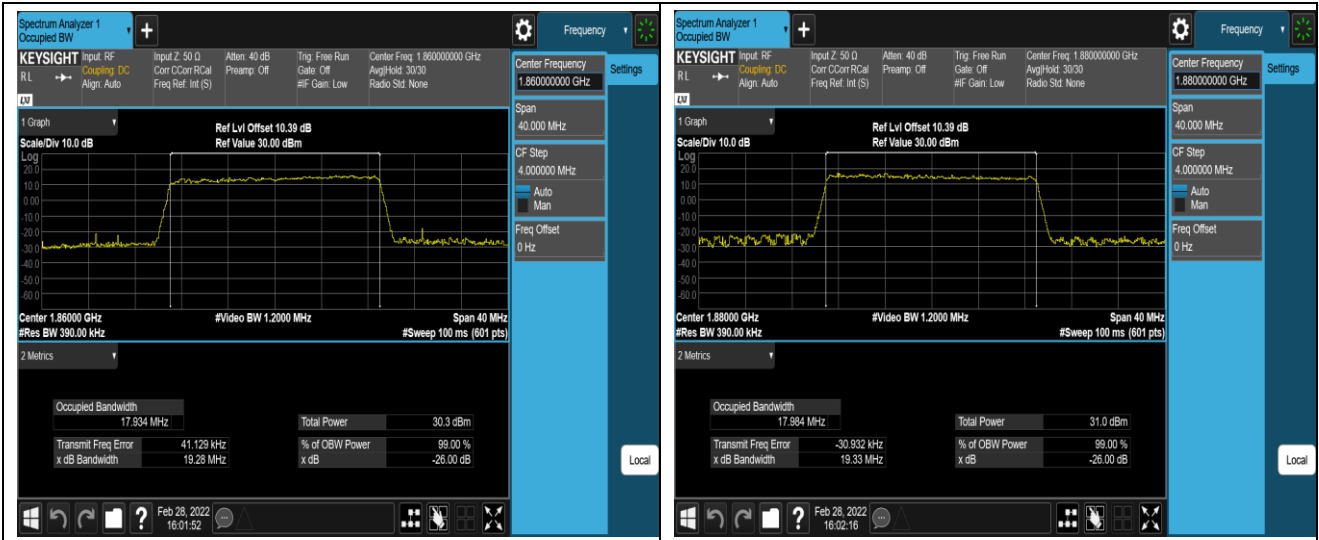 Spectrum Analyzer 1
Occupied BW
Frequency
KEYSIGHT
Input: RF
Input Z: 50 Ω
Atten: 40 dB
Trig: Free Run
Center Freq: 1.860000000 GHz
Coupling: DC
Corr CCorr RCal
Preamp: Off
Gate: Off
Avg|Hold: 30/30
R L
Align: Auto
Freq Ref: Int (S)
#IF Gain: Low
Radio Std: None
LXI
Center Frequency
1.860000000 GHz
Settings
Span
40.000 MHz
CF Step
4.000000 MHz
Auto
Man
Freq Offset
0 Hz
1 Graph
Ref Lvl Offset 10.39 dB
Scale/Div 10.0 dB
Ref Value 30.00 dBm
Log
20.0
10.0
0.00
-10.0
-20.0
-30.0
-40.0
-50.0
-60.0
Center 1.86000 GHz
#Video BW 1.2000 MHz
Span 40 MHz
#Res BW 390.00 kHz
#Sweep 100 ms (601 pts)
2 Metrics
Occupied Bandwidth
17.934 MHz
Total Power 30.3 dBm
Transmit Freq Error 41.129 kHz
% of OBW Power 99.00 %
x dB Bandwidth 19.28 MHz
x dB -26.00 dB
Local
?
Feb 28, 2022
16:01:52
Spectrum Analyzer 1
Occupied BW
Frequency
KEYSIGHT
Input: RF
Input Z: 50 Ω
Atten: 40 dB
Trig: Free Run
Center Freq: 1.880000000 GHz
Coupling: DC
Corr CCorr RCal
Preamp: Off
Gate: Off
Avg|Hold: 30/30
R L
Align: Auto
Freq Ref: Int (S)
#IF Gain: Low
Radio Std: None
LXI
Center Frequency
1.880000000 GHz
Settings
Span
40.000 MHz
CF Step
4.000000 MHz
Auto
Man
Freq Offset
0 Hz
1 Graph
Ref Lvl Offset 10.39 dB
Scale/Div 10.0 dB
Ref Value 30.00 dBm
Log
20.0
10.0
0.00
-10.0
-20.0
-30.0
-40.0
-50.0
-60.0
Center 1.88000 GHz
#Video BW 1.2000 MHz
Span 40 MHz
#Res BW 390.00 kHz
#Sweep 100 ms (601 pts)
2 Metrics
Occupied Bandwidth
17.984 MHz
Total Power 31.0 dBm
Transmit Freq Error -30.932 kHz
% of OBW Power 99.00 %
x dB Bandwidth 19.33 MHz
x dB -26.00 dB
Local
?
Feb 28, 2022
16:02:16